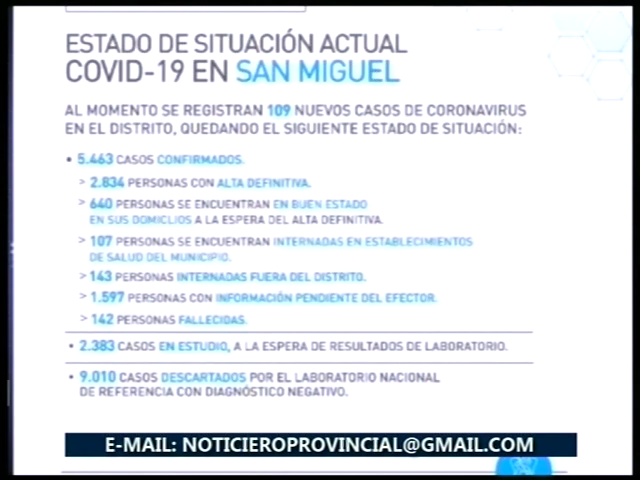 ESTADO DE SITUACIÓN ACTUAL
COVID-19 EN SAN MIGUEL
AL MOMENTO SE REGISTRAN 109 NUEVOS CASOS DE CORONAVIRUS
EN EL DISTRITO, QUEDANDO EL SIGUIENTE ESTADO DE SITUACIÓN:
• 5.463 CASOS CONFIRMADOS.
> 2.834 PERSONAS CON ALTA DEFINITIVA.
> 640 PERSONAS SE ENCUENTRAN EN BUEN ESTADO
EN SUS DOMICLIOS A LA ESPERA DEL ALTA DEFINITIVA.
> 107 PERSONAS SE ENCUENTRAN INTERNADAS EN ESTABLECIMIENTOS
DE SALUD DEL MUNICIPIO.
> 143 PERSONAS INTERNADAS FUERA DEL DISTRITO.
> 1.597 PERSONAS CON INFORMACIÓN PENDIENTE DEL EFECTOR.
> 142 PERSONAS FALLECIDAS.
• 2.383 CASOS EN ESTUDIO, A LA ESPERA DE RESULTADOS DE LABORATORIO.
• 9.010 CASOS DESCARTADOS POR EL LABORATORIO NACIONAL
DE REFERENCIA CON DIAGNÓSTICO NEGATIVO.
E-MAIL: NOTICIEROPROVINCIAL@GMAIL.COM